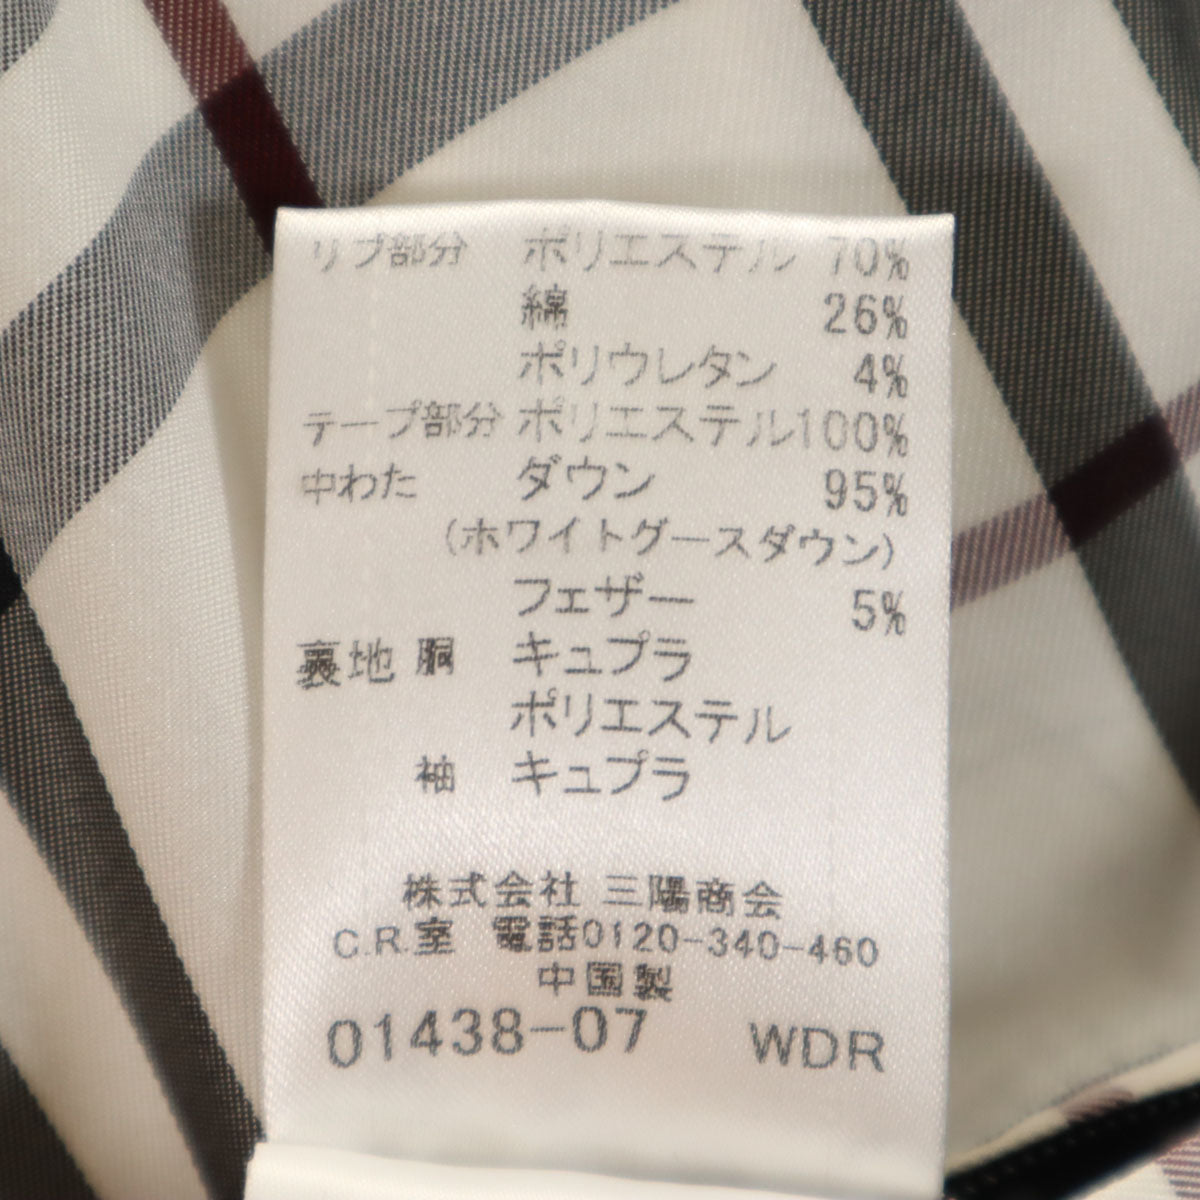 リブ部分 ポリエステル 70%
綿 26%
ポリウレタン 4%
テープ部分 ポリエステル100%
中わた ダウン 95%
(ホワイトグースダウン)
フェザー 5%
裏地 胴 キュプラ
ポリエステル
袖 キュプラ
株式会社 三陽商会
C.R.室 電話0120-340-460
中国製
01438-07 WDR